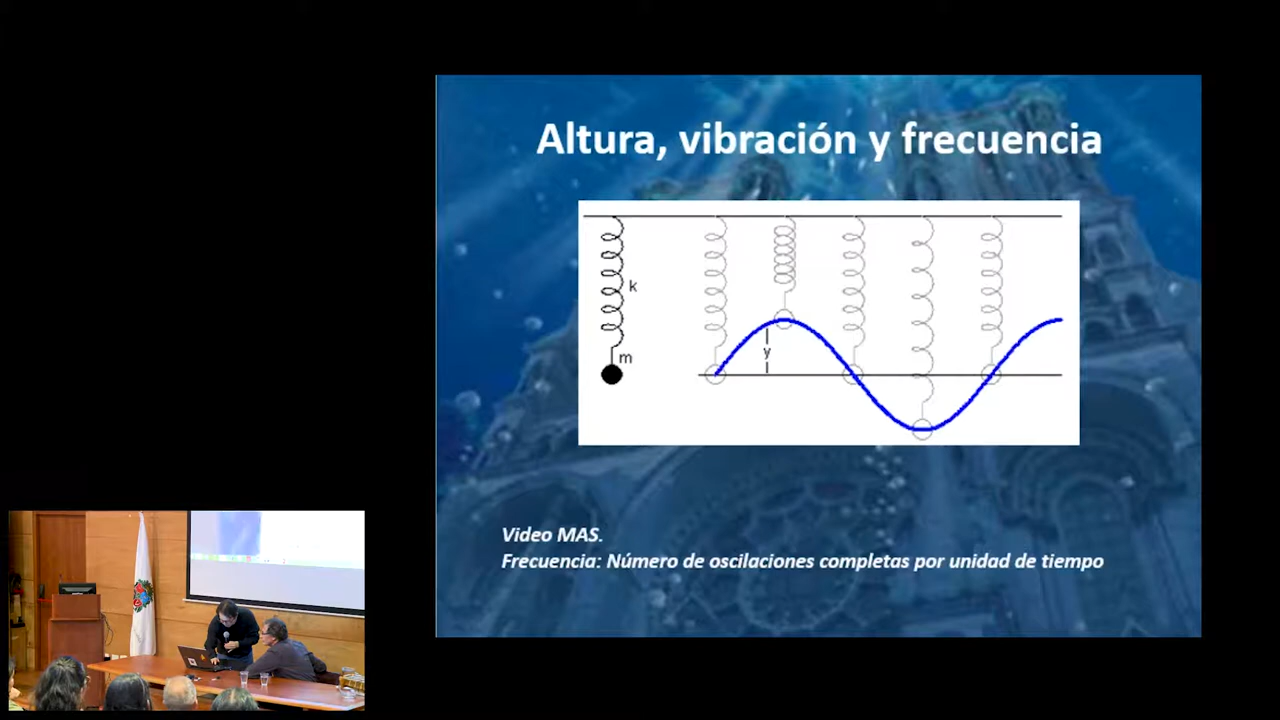 Altura, vibración y frecuencia
k
m
y
Video MAS.
Frecuencia: Número de oscilaciones completas por unidad de tiempo